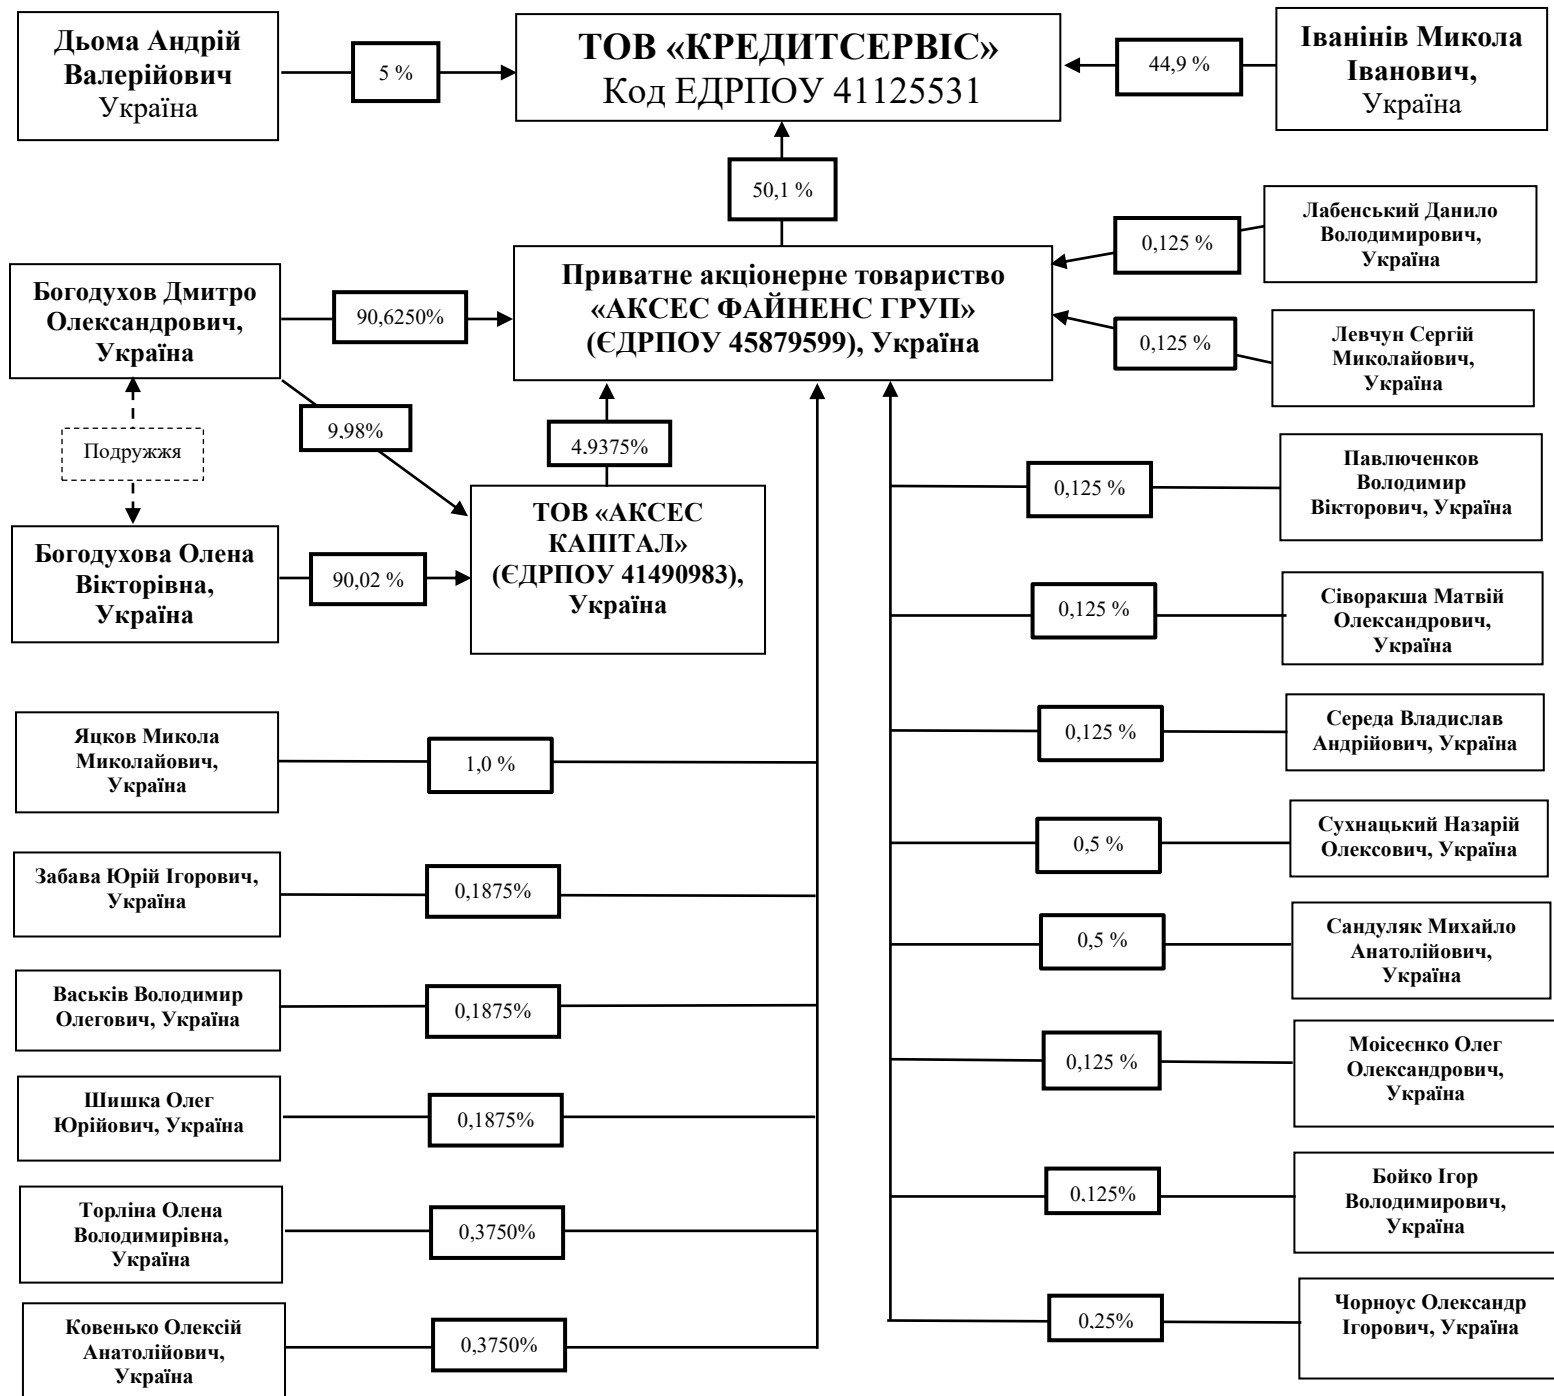 Дьома Андрій
Валерійович
Україна
5 %
ТОВ «КРЕДИТСЕРВІС»
Код ЕДРПОУ 41125531
44,9 %
Іванінів Микола
Іванович,
Україна
50,1 %
Лабенський Данило
Володимирович,
Україна
0,125 %
Богодухов Дмитро
Олександрович,
Україна
90,6250%
Приватне акціонерне товариство
«АКСЕС ФАЙНЕНС ГРУП»
(ЄДРПОУ 45879599), Україна
0,125 %
Левчун Сергій
Миколайович,
Україна
9,98%
4,9375%
Подружжя
Богодухова Олена
Вікторівна,
Україна
90,02 %
ТОВ «АКСЕС
КАПІТАЛ»
(ЄДРПОУ 41490983),
Україна
0,125 %
Павлюченков
Володимир
Вікторович, Україна
0,125 %
Сіворакша Матвій
Олександрович,
Україна
Яцков Микола
Миколайович,
Україна
1,0 %
0,125 %
Середа Владислав
Андрійович, Україна
Забава Юрій Ігорович,
Україна
0,1875%
0,5 %
Сухнацький Назарій
Олексович, Україна
0,5 %
Сандуляк Михайло
Анатолійович,
Україна
Васьків Володимир
Олегович, Україна
0,1875%
0,125 %
Моісеєнко Олег
Олександрович,
Україна
Шишка Олег
Юрійович, Україна
0,1875%
Торліна Олена
Володимирівна,
Україна
0,3750%
0,125%
Бойко Ігор
Володимирович,
Україна
Ковенько Олексій
Анатолійович,
Україна
0,3750%
0,25%
Чорноус Олександр
Ігорович, Україна